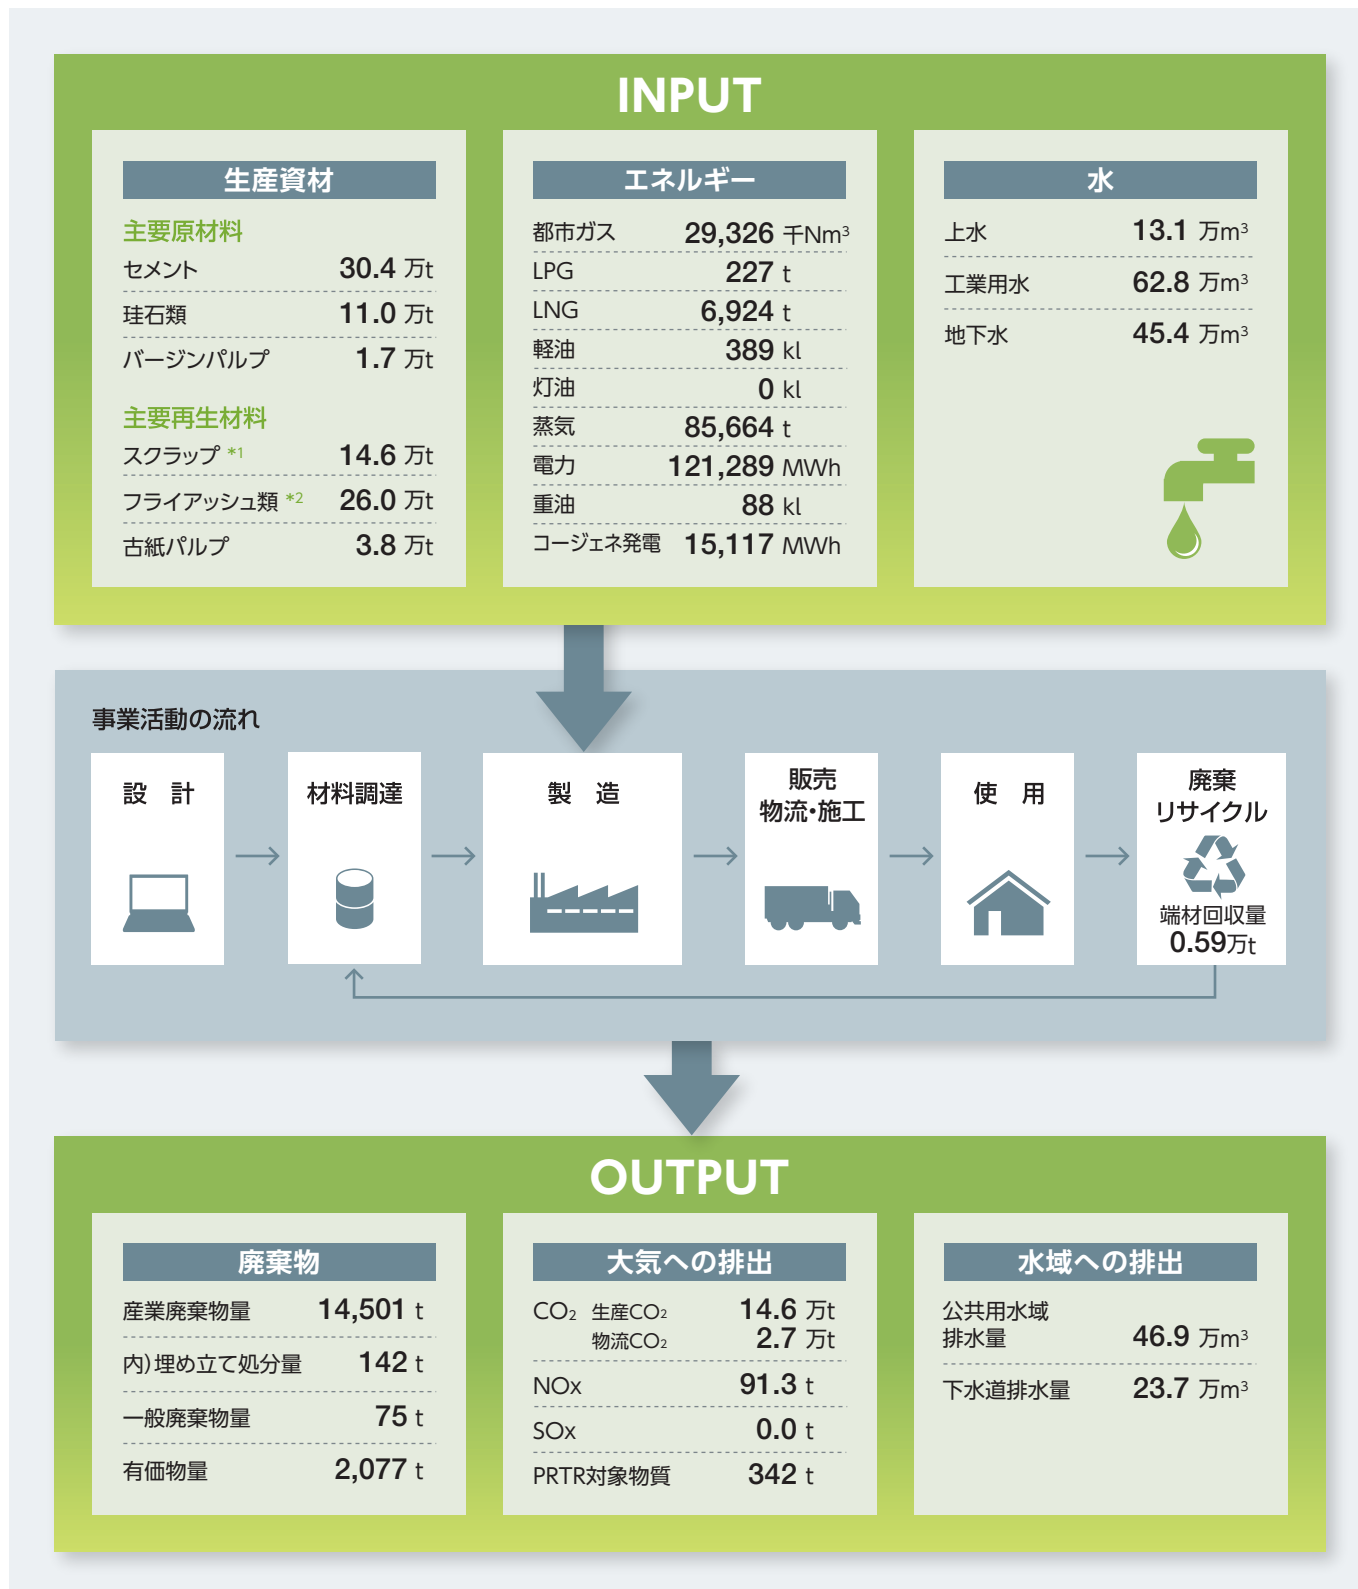 INPUT
生産資材
主要原材料
セメント 30.4 万t
珪石類 11.0 万t
バージンパルプ 1.7 万t
主要再生材料
スクラップ *1 14.6 万t
フライアッシュ類 *2 26.0 万t
古紙パルプ 3.8 万t
エネルギー
都市ガス 29,326 千Nm³
LPG 227 t
LNG 6,924 t
軽油 389 kl
灯油 0 kl
蒸気 85,664 t
電力 121,289 MWh
重油 88 kl
コージェネ発電 15,117 MWh
水
上水 13.1 万m³
工業用水 62.8 万m³
地下水 45.4 万m³
事業活動の流れ
設 計
材料調達
製 造
販売
物流・施工
使 用
廃棄
リサイクル
端材回収量
0.59万t
OUTPUT
廃棄物
産業廃棄物量 14,501 t
内）埋め立て処分量 142 t
一般廃棄物量 75 t
有価物量 2,077 t
大気への排出
CO₂ 生産CO₂ 14.6 万t
物流CO₂ 2.7 万t
NOx 91.3 t
SOx 0.0 t
PRTR対象物質 342 t
水域への排出
公共用水域
排水量 46.9 万m³
下水道排水量 23.7 万m³